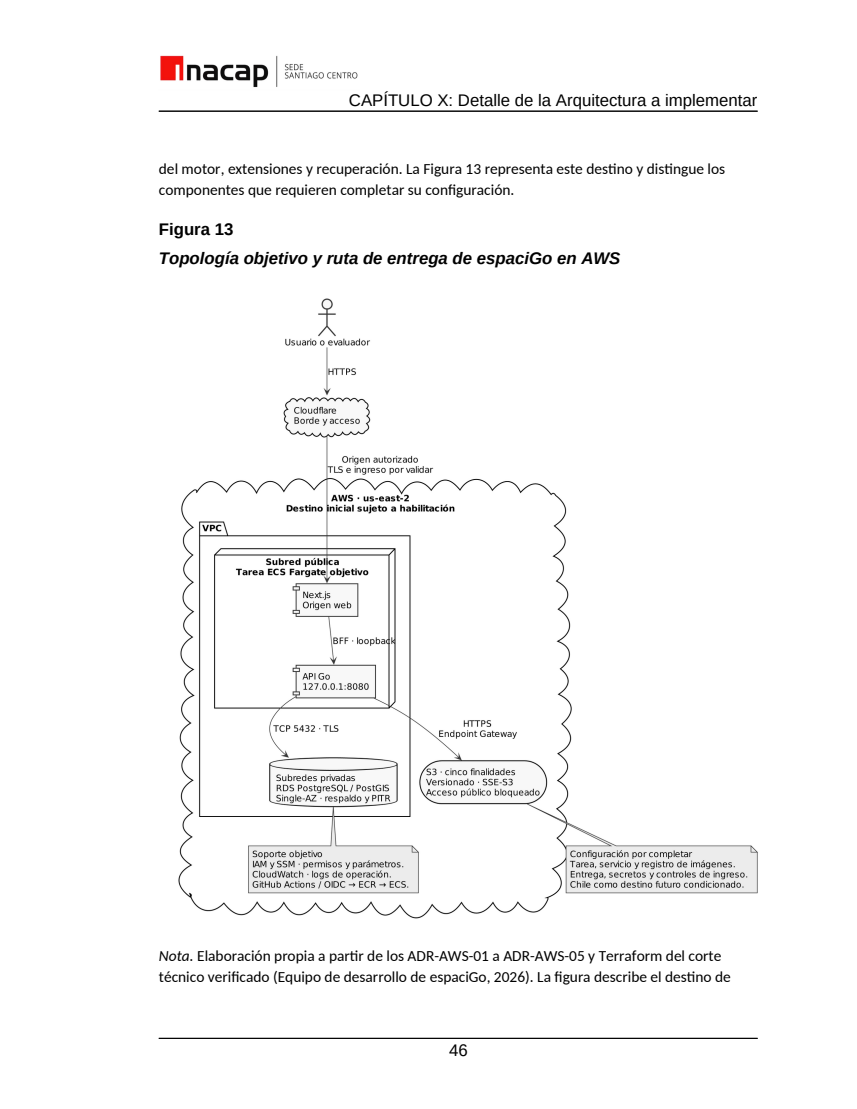 inacap
SEDE
SANTIAGO CENTRO
CAPÍTULO X: Detalle de la Arquitectura a implementar
del motor, extensiones y recuperación. La Figura 13 representa este destino y distingue los
componentes que requieren completar su configuración.
Figura 13
Topología objetivo y ruta de entrega de espaciGo en AWS
Usuario o evaluador
HTTPS
Cloudflare
Borde y acceso
Origen autorizado
TLS e ingreso por validar
AWS · us-east-2
Destino inicial sujeto a habilitación
VPC
Subred pública
Tarea ECS Fargate objetivo
Next.js
Origen web
BFF · loopback
API Go
127.0.0.1:8080
TCP 5432 · TLS
HTTPS
Endpoint Gateway
Subredes privadas
RDS PostgreSQL / PostGIS
Single-AZ · respaldo y PITR
S3 · cinco finalidades
Versionado · SSE-S3
Acceso público bloqueado
Soporte objetivo
IAM y SSM · permisos y parámetros.
CloudWatch · logs de operación.
GitHub Actions / OIDC → ECR → ECS.
Configuración por completar
Tarea, servicio y registro de imágenes.
Entrega, secretos y controles de ingreso.
Chile como destino futuro condicionado.
Nota. Elaboración propia a partir de los ADR-AWS-01 a ADR-AWS-05 y Terraform del corte
técnico verificado (Equipo de desarrollo de espaciGo, 2026). La figura describe el destino de
46